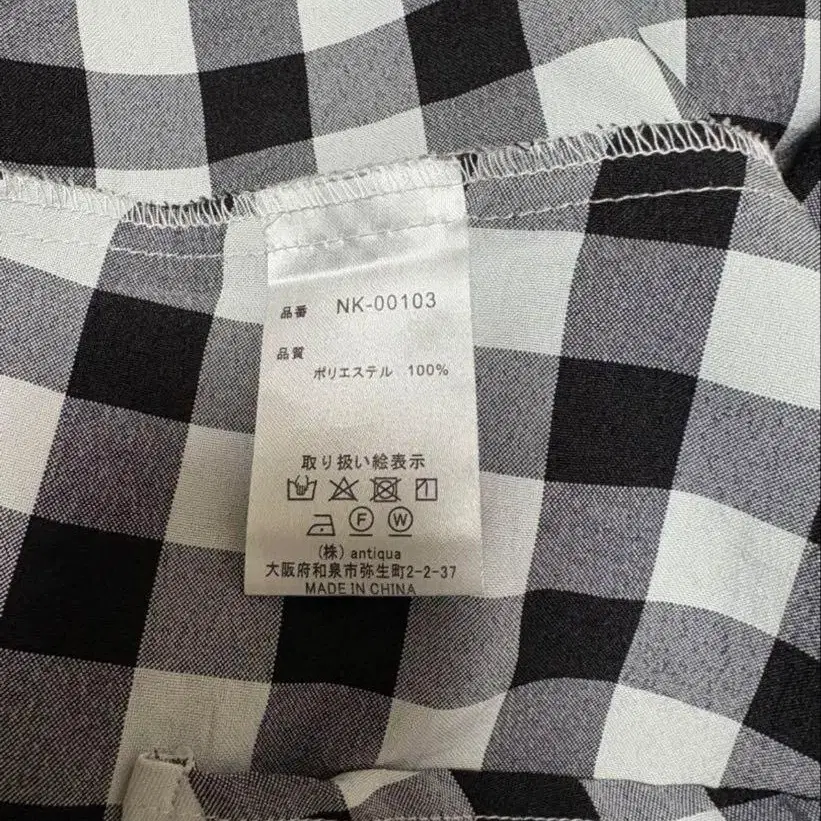 品番 NK-00103
品質
ポリエステル 100%
取り扱い絵表示
F W
(株) antiqua
大阪府和泉市弥生町2-2-37
MADE IN CHINA